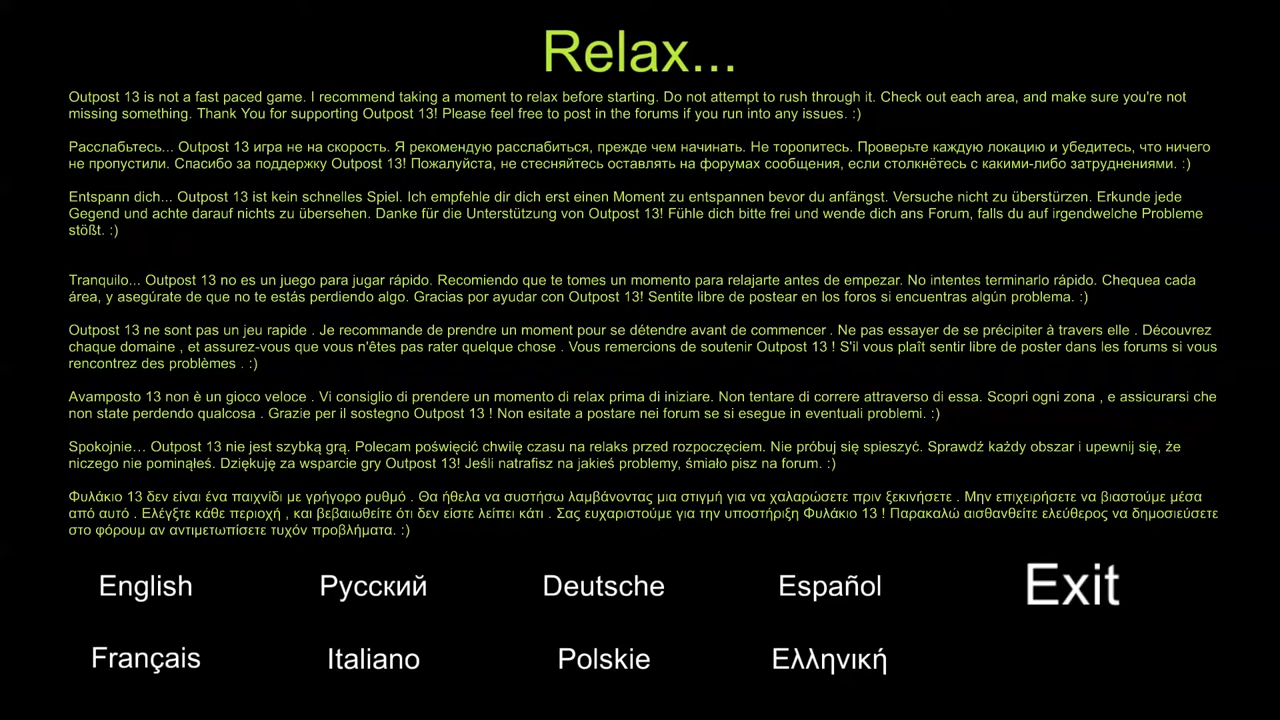 Relax...
Outpost 13 is not a fast paced game. I recommend taking a moment to relax before starting. Do not attempt to rush through it. Check out each area, and make sure you're not
missing something. Thank You for supporting Outpost 13! Please feel free to post in the forums if you run into any issues. :)
Расслабьтесь... Outpost 13 игра не на скорость. Я рекомендую расслабиться, прежде чем начинать. Не торопитесь. Проверьте каждую локацию и убедитесь, что ничего
не пропустили. Спасибо за поддержку Outpost 13! Пожалуйста, не стесняйтесь оставлять на форумах сообщения, если столкнётесь с какими-либо затруднениями. :)
Entspann dich... Outpost 13 ist kein schnelles Spiel. Ich empfehle dir dich erst einen Moment zu entspannen bevor du anfängst. Versuche nicht zu überstürzen. Erkunde jede
Gegend und achte darauf nichts zu übersehen. Danke für die Unterstützung von Outpost 13! Fühle dich bitte frei und wende dich ans Forum, falls du auf irgendwelche Probleme
stößt. :)
Tranquilo... Outpost 13 no es un juego para jugar rápido. Recomiendo que te tomes un momento para relajarte antes de empezar. No intentes terminarlo rápido. Chequea cada
área, y asegúrate de que no te estás perdiendo algo. Gracias por ayudar con Outpost 13! Sentite libre de postear en los foros si encuentras algún problema. :)
Outpost 13 ne sont pas un jeu rapide . Je recommande de prendre un moment pour se détendre avant de commencer . Ne pas essayer de se précipiter à travers elle . Découvrez
chaque domaine , et assurez-vous que vous n'êtes pas rater quelque chose . Vous remercions de soutenir Outpost 13 ! S'il vous plaît sentir libre de poster dans les forums si vous
rencontrez des problèmes . :)
Avamposto 13 non è un gioco veloce . Vi consiglio di prendere un momento di relax prima di iniziare. Non tentare di correre attraverso di essa. Scopri ogni zona , e assicurarsi che
non state perdendo qualcosa . Grazie per il sostegno Outpost 13 ! Non esitate a postare nei forum se si esegue in eventuali problemi. :)
Spokojnie... Outpost 13 nie jest szybką grą. Polecam poświęcić chwilę czasu na relaks przed rozpoczęciem. Nie próbuj się spieszyć. Sprawdź każdy obszar i upewnij się, że
niczego nie pominąłeś. Dziękuję za wsparcie gry Outpost 13! Jeśli natrafisz na jakieś problemy, śmiało pisz na forum. :)
Φυλάκιο 13 δεν είναι ένα παιχνίδι με γρήγορο ρυθμό . Θα ήθελα να συστήσω λαμβάνοντας μια στιγμή για να χαλαρώσετε πριν ξεκινήσετε . Μην επιχειρήσετε να βιαστούμε μέσα
από αυτό . Ελέγξτε κάθε περιοχή , και βεβαιωθείτε ότι δεν είστε λείπει κάτι . Σας ευχαριστούμε για την υποστήριξη Φυλάκιο 13 ! Παρακαλώ αισθανθείτε ελεύθερος να δημοσιεύσετε
στο φόρουμ αν αντιμετωπίσετε τυχόν προβλήματα. :)
English Русский Deutsche Español Exit
Français Italiano Polskie Ελληνική